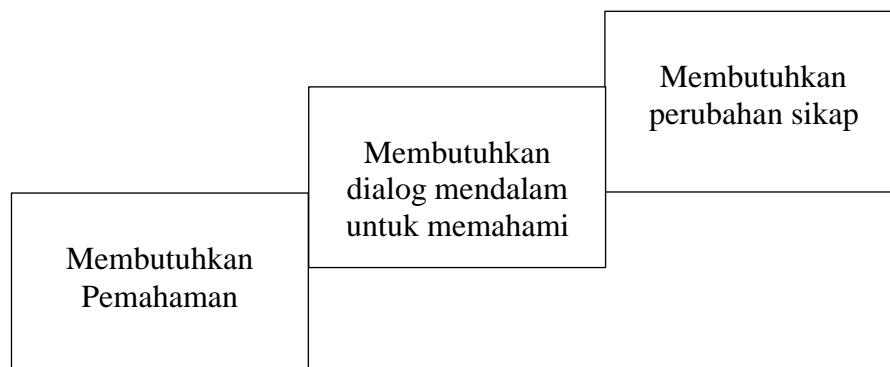 Membutuhkan
Pemahaman
Membutuhkan
dialog mendalam
untuk memahami
Membutuhkan
perubahan sikap